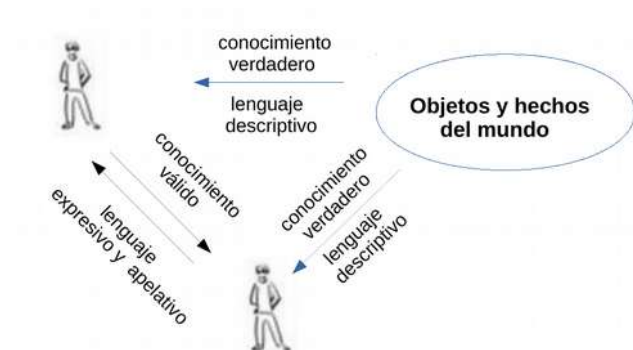 conocimiento
verdadero
lenguaje
descriptivo
Objetos y hechos
del mundo
conocimiento
válido
lenguaje
expresivo y apelativo
conocimiento
verdadero
lenguaje
descriptivo